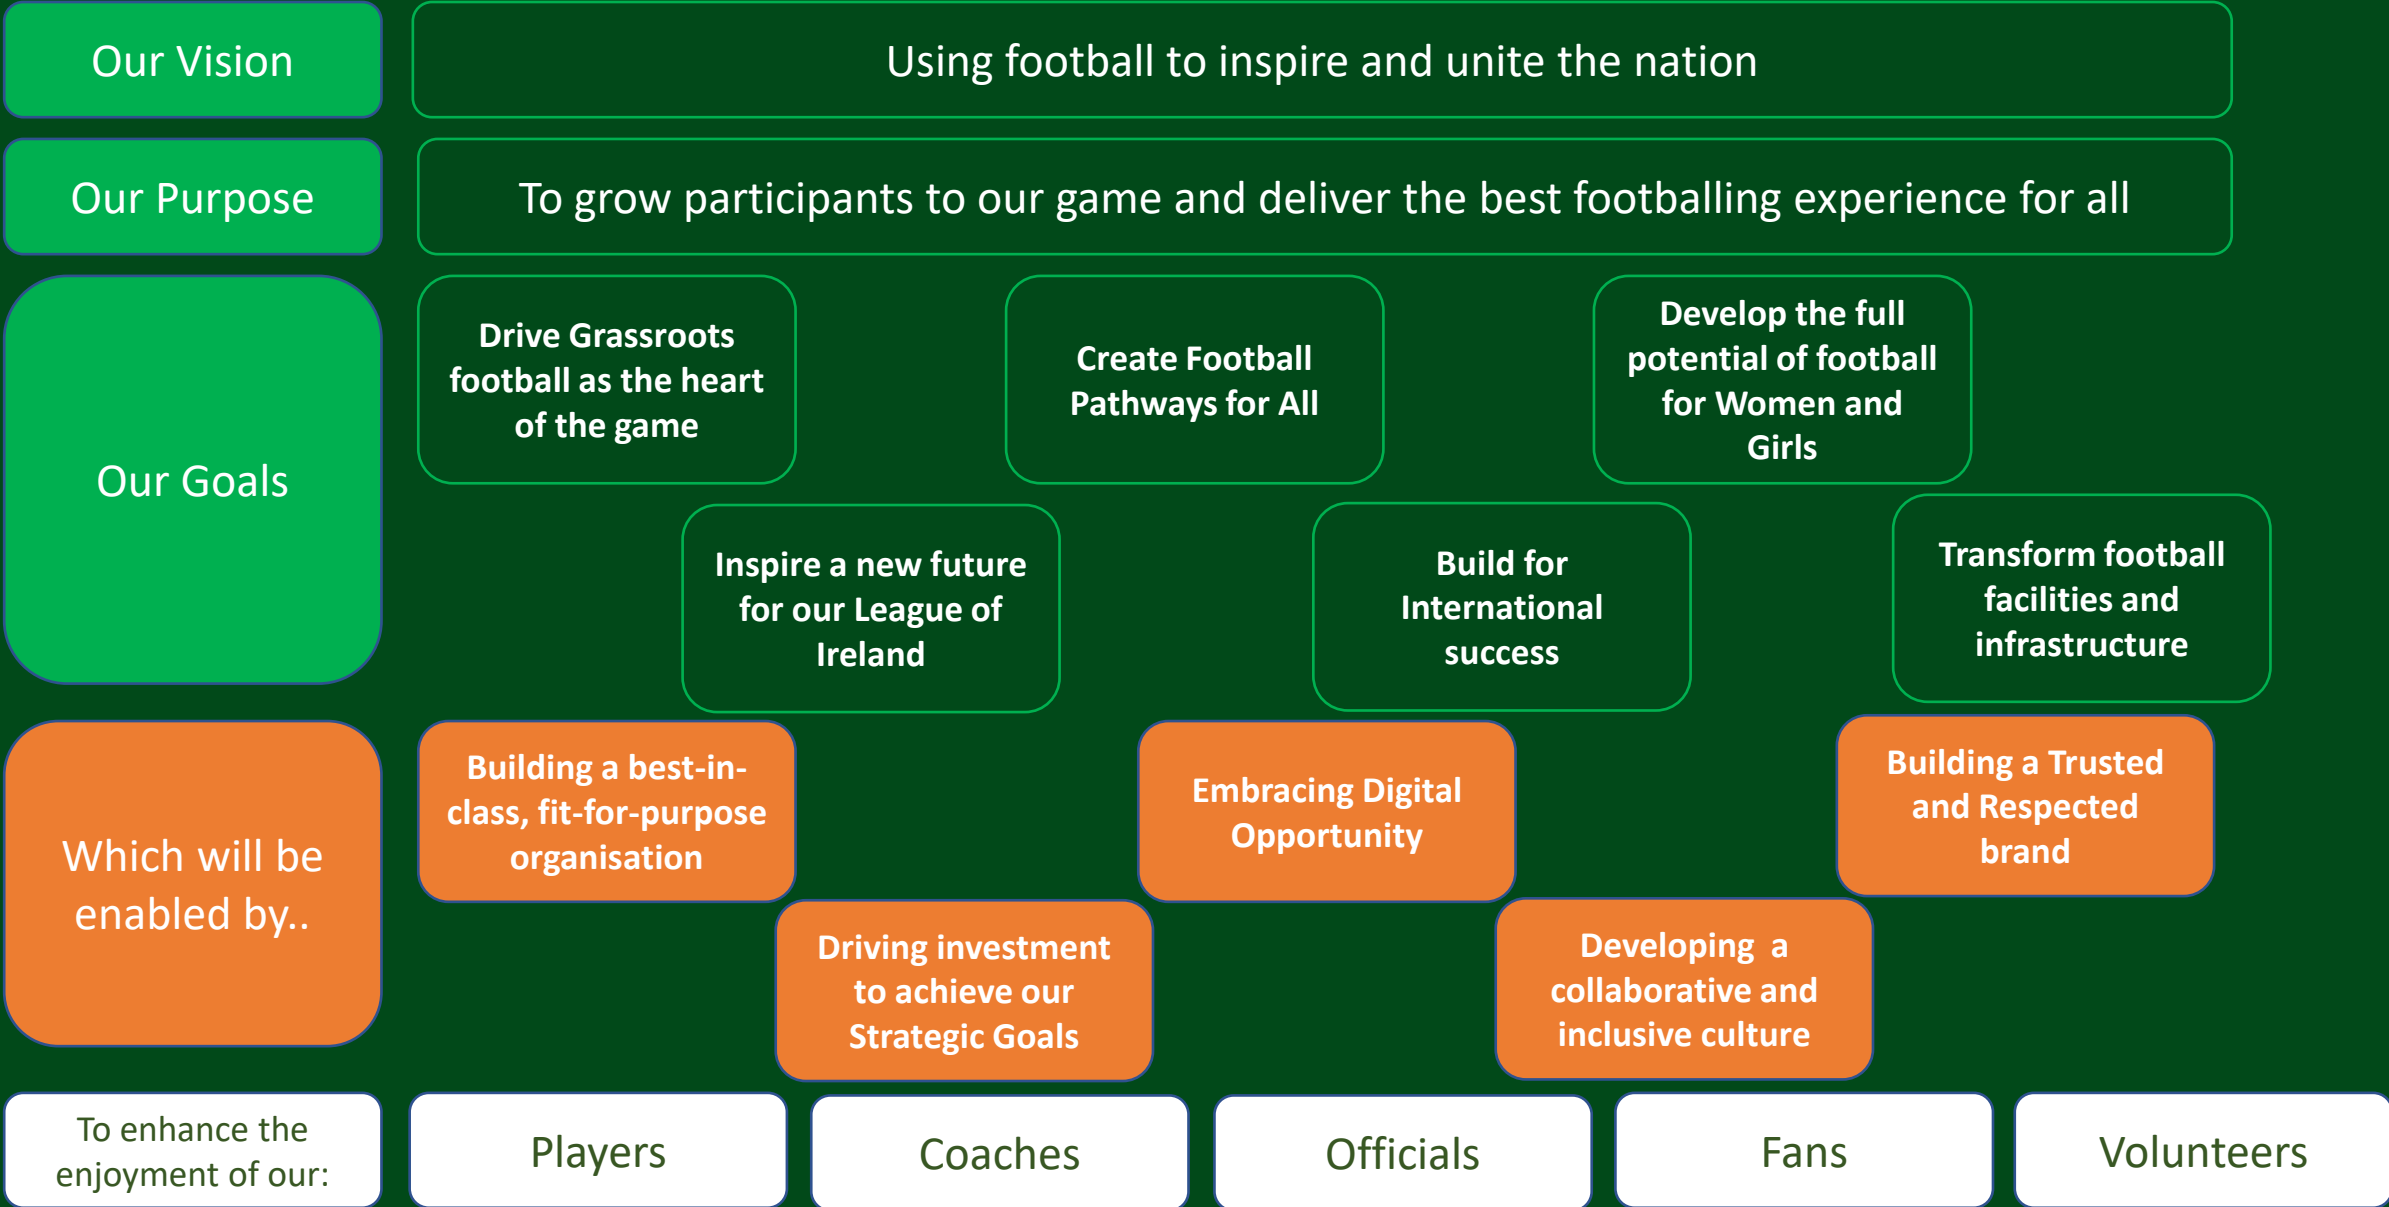 Our Vision
Using football to inspire and unite the nation
Our Purpose
To grow participants to our game and deliver the best footballing experience for all
Our Goals
Drive Grassroots
football as the heart
of the game
Create Football
Pathways for All
Develop the full
potential of football
for Women and
Girls
Inspire a new future
for our League of
Ireland
Build for
International
success
Transform football
facilities and
infrastructure
Which will be
enabled by..
Building a best-in-
class, fit-for-purpose
organisation
Embracing Digital
Opportunity
Building a Trusted
and Respected
brand
Driving investment
to achieve our
Strategic Goals
Developing  a
collaborative and
inclusive culture
To enhance the
enjoyment of our:
Players
Coaches
Officials
Fans
Volunteers